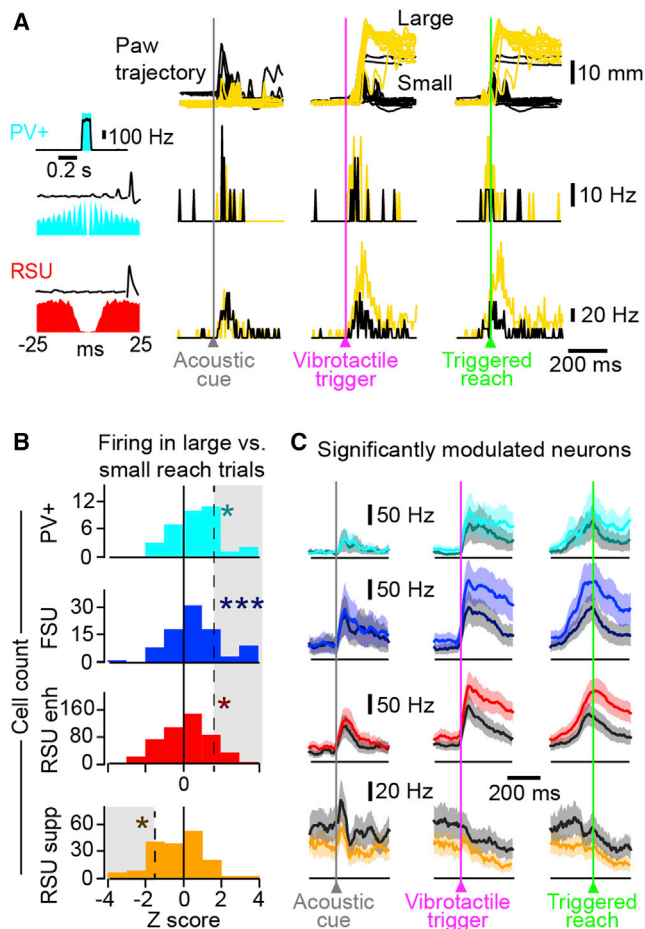 A
Paw trajectory
Large
Small
10 mm
PV+
100 Hz
0.2 s
10 Hz
RSU
20 Hz
-25 ms 25
Acoustic cue
Vibrotactile trigger
Triggered reach
200 ms
B
Firing in large vs. small reach trials
Cell count
PV+
12
6
0
*
FSU
30
15
0
***
RSU enh
160
80
0
*
0
RSU supp
60
30
0
*
-4 -2 0 2 4
Z score
C
Significantly modulated neurons
50 Hz
50 Hz
50 Hz
20 Hz
200 ms
Acoustic cue
Vibrotactile trigger
Triggered reach